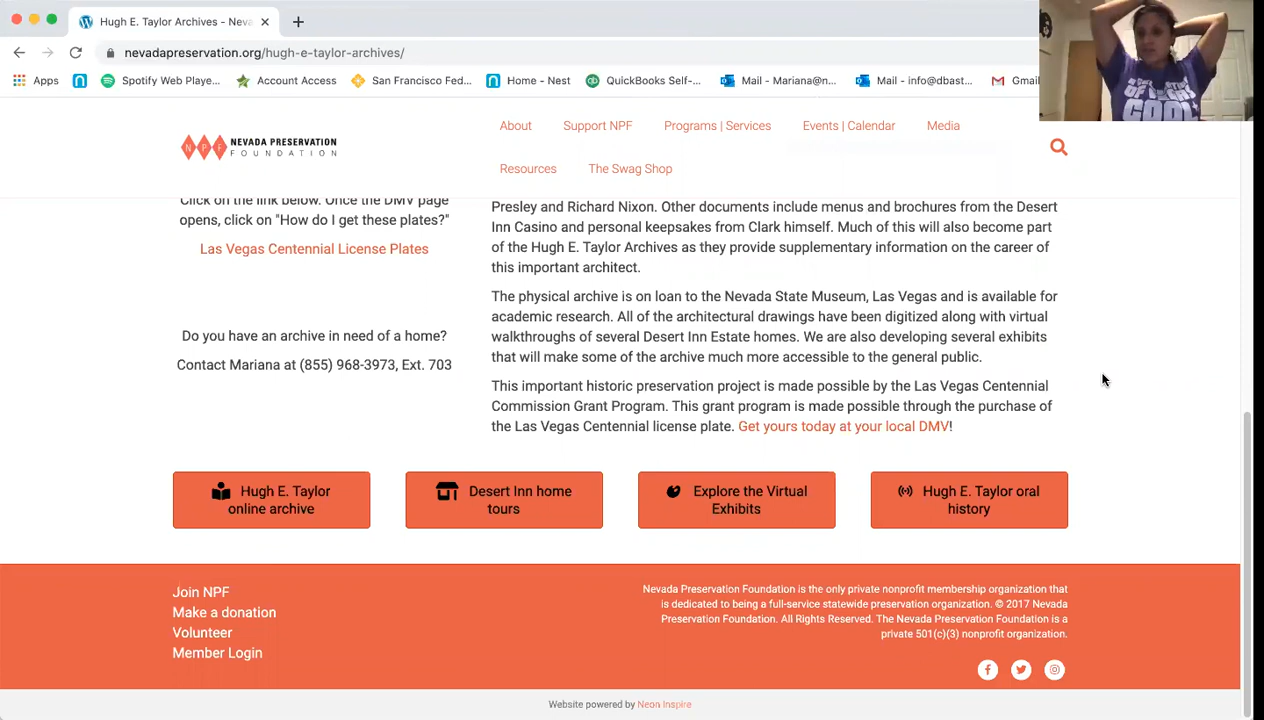 Hugh E. Taylor Archives - Neva
nevadapreservation.org/hugh-e-taylor-archives/
Apps
Spotify Web Playe...
Account Access
San Francisco Fed...
Home - Nest
QuickBooks Self-...
Mail - Mariana@n...
Mail - info@dbast...
Gmail
NPF
NEVADA PRESERVATION
FOUNDATION
About
Support NPF
Programs | Services
Events | Calendar
Media
Resources
The Swag Shop
Click on the link below. Once the DMV page
opens, click on "How do I get these plates?"
Las Vegas Centennial License Plates
Do you have an archive in need of a home?
Contact Mariana at (855) 968-3973, Ext. 703
Presley and Richard Nixon. Other documents include menus and brochures from the Desert
Inn Casino and personal keepsakes from Clark himself. Much of this will also become part
of the Hugh E. Taylor Archives as they provide supplementary information on the career of
this important architect.
The physical archive is on loan to the Nevada State Museum, Las Vegas and is available for
academic research. All of the architectural drawings have been digitized along with virtual
walkthroughs of several Desert Inn Estate homes. We are also developing several exhibits
that will make some of the archive much more accessible to the general public.
This important historic preservation project is made possible by the Las Vegas Centennial
Commission Grant Program. This grant program is made possible through the purchase of
the Las Vegas Centennial license plate. Get yours today at your local DMV!
Hugh E. Taylor
online archive
Desert Inn home
tours
Explore the Virtual
Exhibits
Hugh E. Taylor oral
history
Join NPF
Make a donation
Volunteer
Member Login
Nevada Preservation Foundation is the only private nonprofit membership organization that
is dedicated to being a full-service statewide preservation organization. © 2017 Nevada
Preservation Foundation. All Rights Reserved. The Nevada Preservation Foundation is a
private 501(c)(3) nonprofit organization.
Website powered by Neon Inspire
COOL